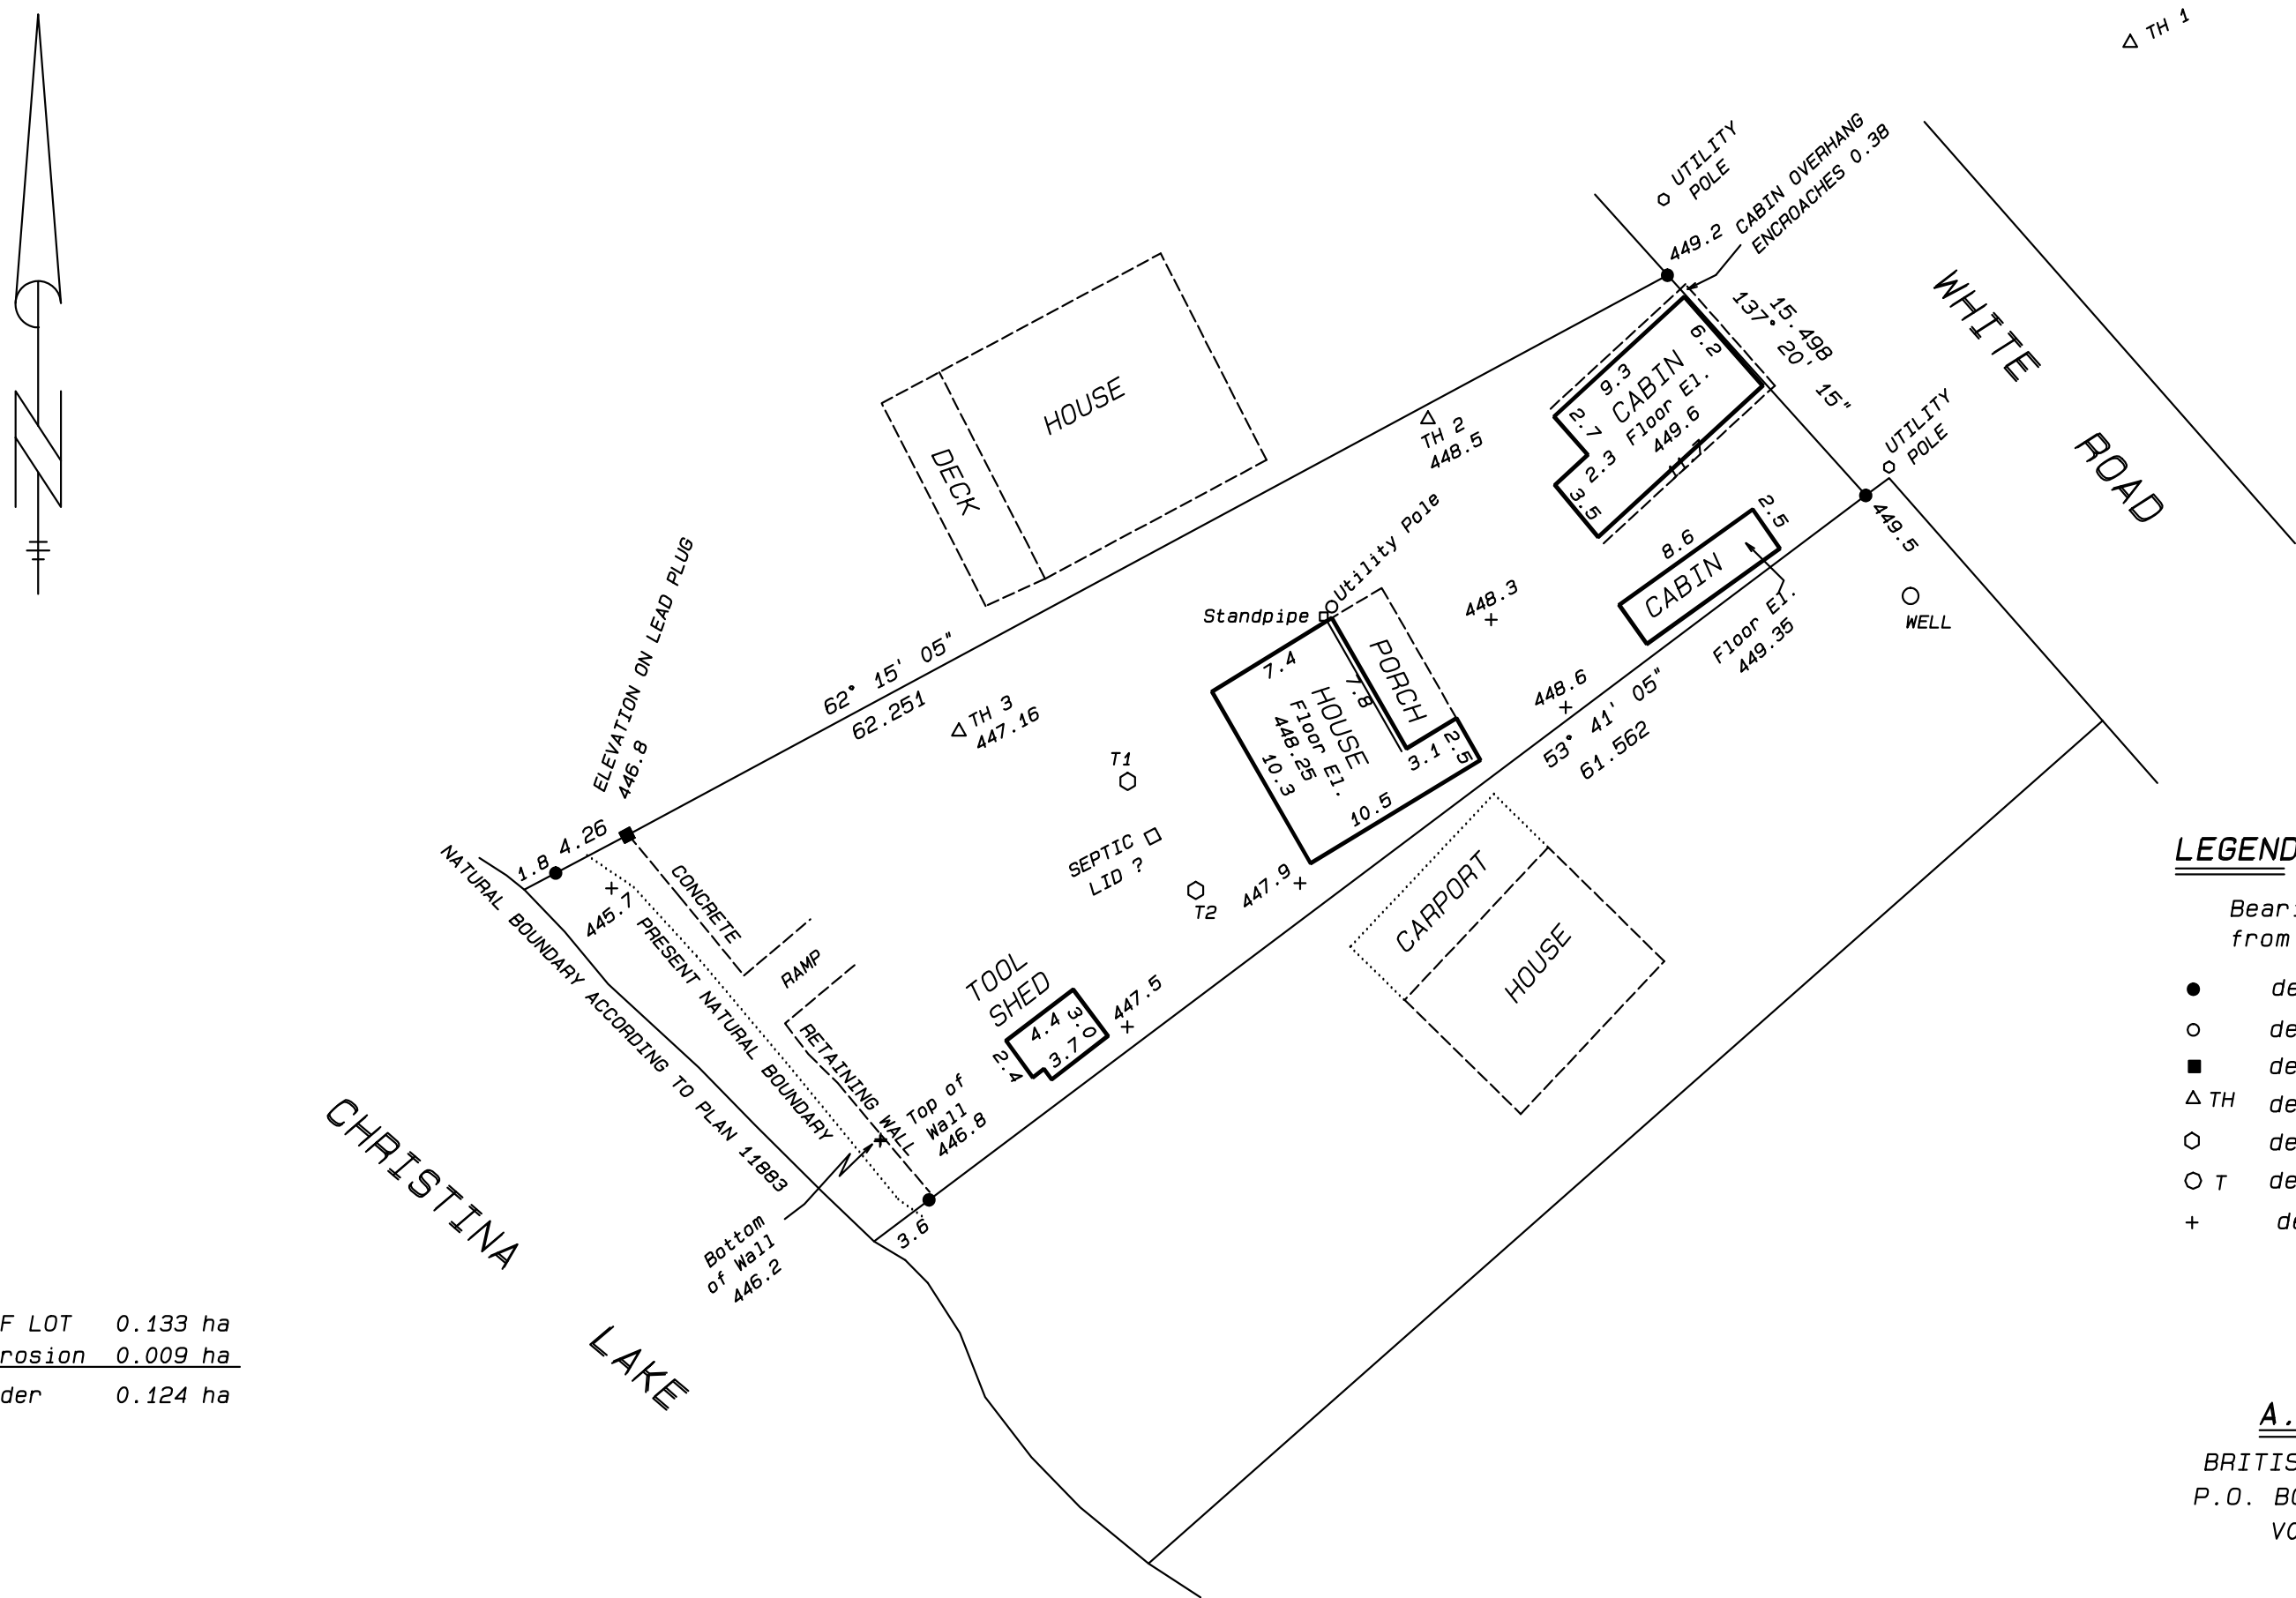 TH 1
UTILITY
POLE
CABIN OVERHANG
ENCROACHES 0.38
449.2
WHITE
ROAD
15.498
137° 20' 15"
6.2
9.3
CABIN
Floor El.
449.6
2.7
2.3
11.7
3.5
HOUSE
DECK
TH 2
448.5
UTILITY
POLE
449.5
WELL
2.5
8.6
CABIN
Floor El.
449.35
Utility Pole
Standpipe
448.3
PORCH
7.4
7.8
HOUSE
Floor El.
448.25
10.3
3.1
2.5
10.5
448.6
53° 41' 05"
61.562
ELEVATION ON LEAD PLUG
446.8
62° 15' 05"
62.251
TH 3
447.16
T1
SEPTIC
LID ?
T2
447.9
CARPORT
HOUSE
1.8
4.26
445.7
NATURAL BOUNDARY ACCORDING TO PLAN 11883
PRESENT NATURAL BOUNDARY
CONCRETE
RAMP
RETAINING WALL
TOOL
SHED
4.4
3.0
3.7
2.4
447.5
Top of
Wall
446.8
Bottom
of Wall
446.2
3.6
CHRISTINA
LAKE
N
LEGEND
from
TH
T
F LOT 0.133 ha
rosion 0.009 ha
der 0.124 ha
A.
P.O.